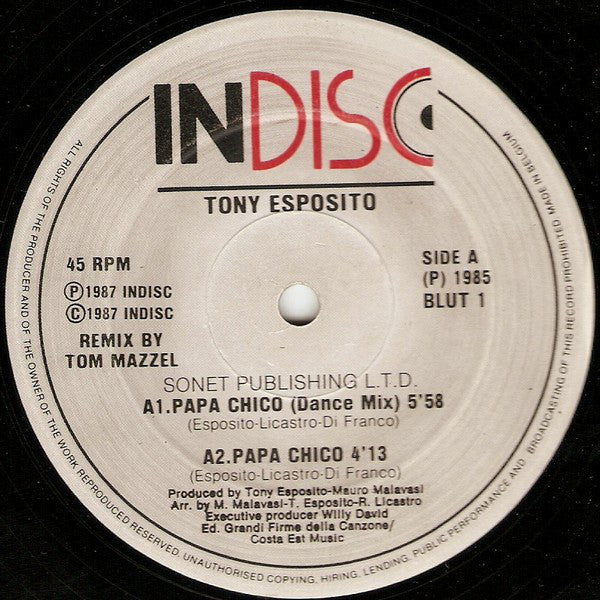 INDISC
TONY ESPOSITO
45 RPM
Ⓟ1987 INDISC
©1987 INDISC
REMIX BY
TOM MAZZEL
SIDE A
(P) 1985
BLUT 1
SONET PUBLISHING L.T.D.
A1.PAPA CHICO (Dance Mix) 5'58
(Esposito-Licastro-Di Franco)
A2.PAPA CHICO 4'13
(Esposito-Licastro-Di Franco)
Produced by Tony Esposito-Mauro Malavasi
Arr. by M. Malavasi-T. Esposito-R. Licastro
Executive producer Willy David
Ed. Grandi Firme della Canzone/
Costa Est Music
ALL RIGHTS OF THE PRODUCER AND OF THE OWNER OF THE WORK REPRODUCED RESERVED. UNAUTHORISED COPYING, HIRING, LENDING, PUBLIC PERFORMANCE AND BROADCASTING OF THIS RECORD PROHIBITED MADE IN BELGIUM